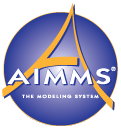 AIMMS®
THE MODELING SYSTEM